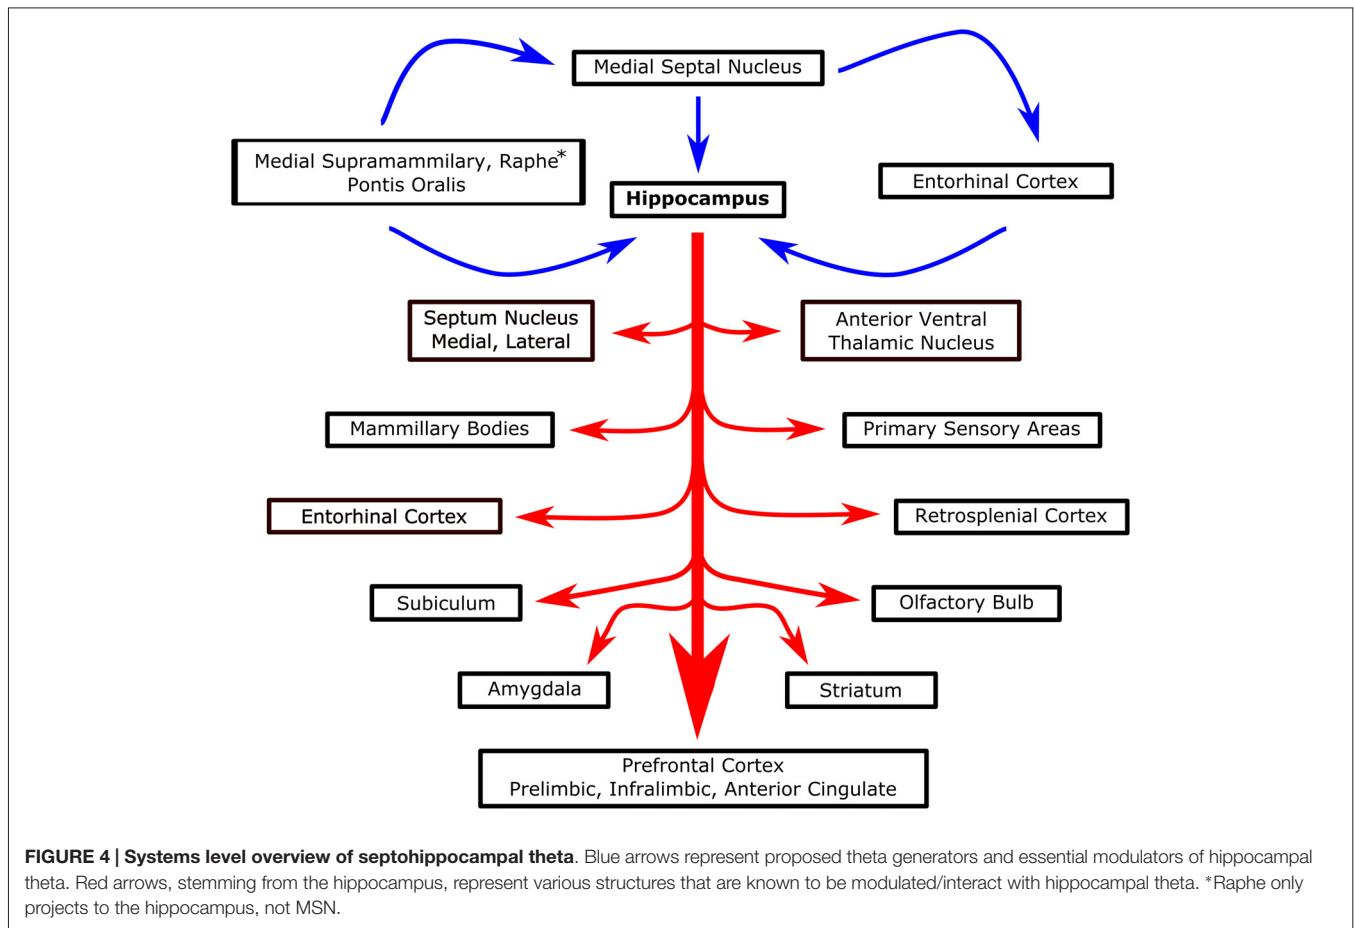 Medial Septal Nucleus
Medial Supramammilary, Raphe*
Pontis Oralis
Entorhinal Cortex
Hippocampus
Septum Nucleus
Medial, Lateral
Anterior Ventral
Thalamic Nucleus
Mammillary Bodies
Primary Sensory Areas
Entorhinal Cortex
Retrosplenial Cortex
Subiculum
Olfactory Bulb
Amygdala
Striatum
Prefrontal Cortex
Prelimbic, Infralimbic, Anterior Cingulate
FIGURE 4 | Systems level overview of septohippocampal theta. Blue arrows represent proposed theta generators and essential modulators of hippocampal
theta. Red arrows, stemming from the hippocampus, represent various structures that are known to be modulated/interact with hippocampal theta. *Raphe only
projects to the hippocampus, not MSN.